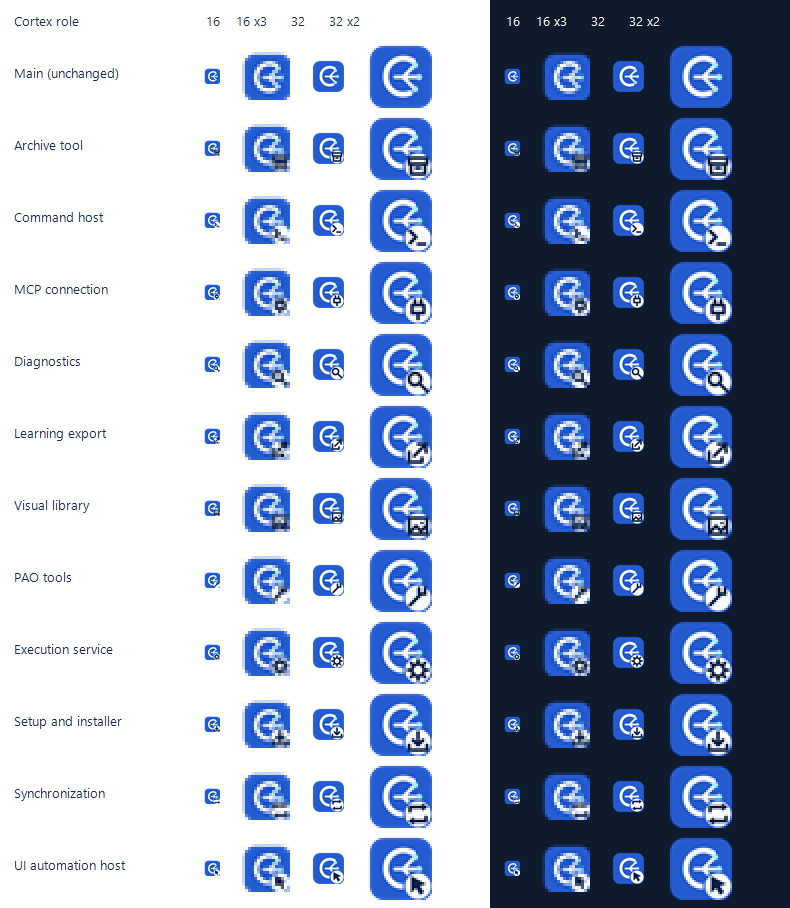 Cortex role 16 16 x3 32 32 x2 16 16 x3 32 32 x2
Main (unchanged)
Archive tool
Command host
MCP connection
Diagnostics
Learning export
Visual library
PAO tools
Execution service
Setup and installer
Synchronization
UI automation host